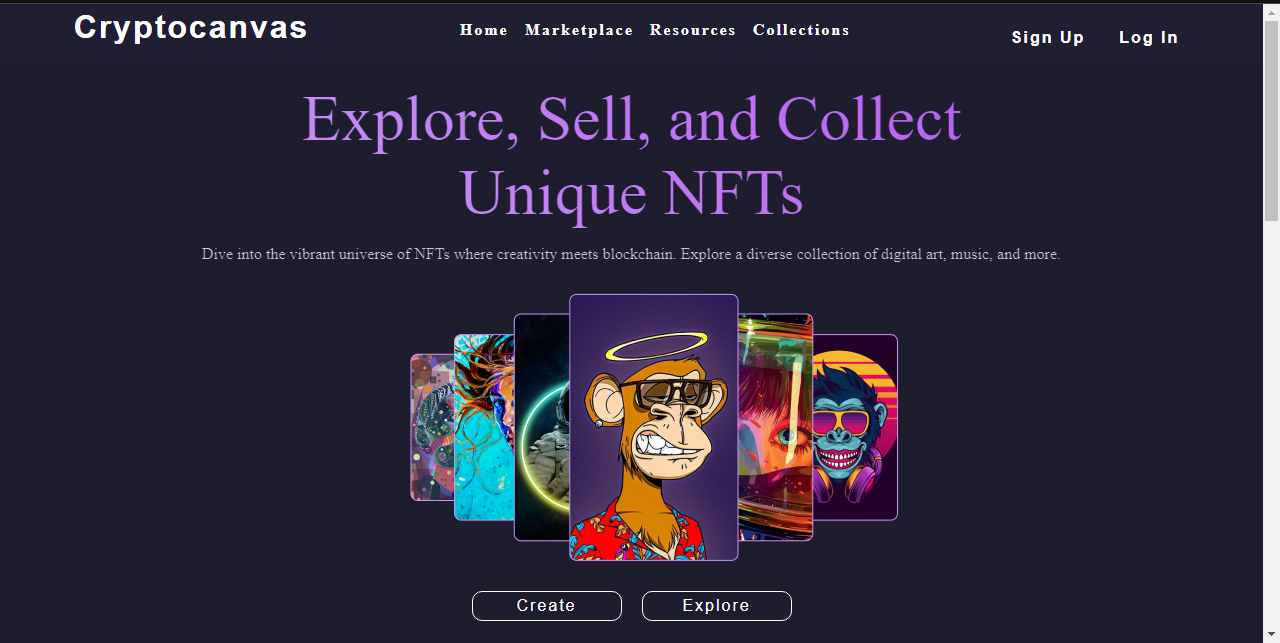 Cryptocanvas
Home Marketplace Resources Collections
Sign Up Log In
Explore, Sell, and Collect
Unique NFTs
Dive into the vibrant universe of NFTs where creativity meets blockchain. Explore a diverse collection of digital art, music, and more.
Create Explore